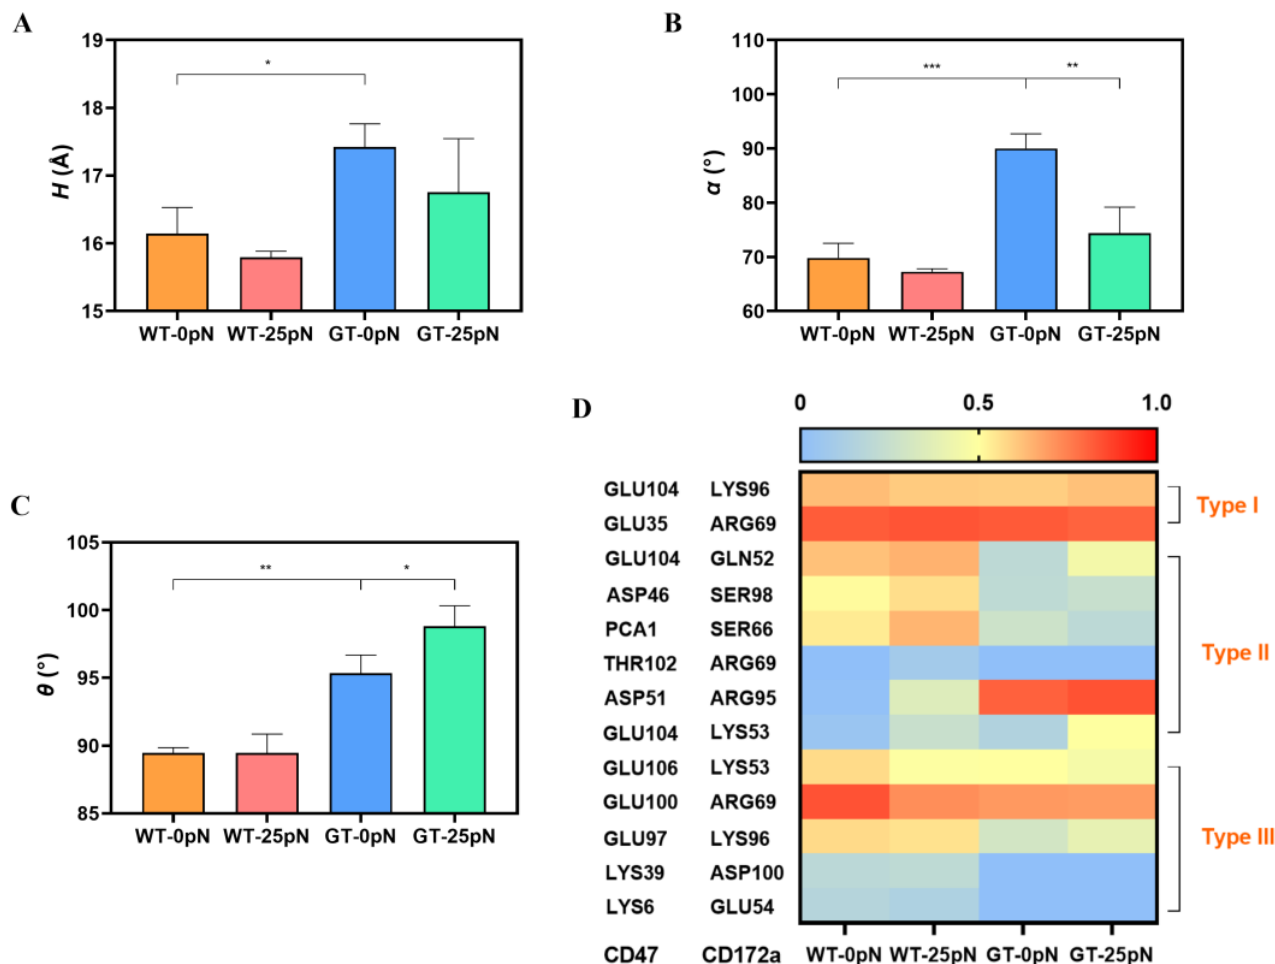 A
19
18
17
16
15
H (Å)
*
WT-0pN WT-25pN GT-0pN GT-25pN
B
110
100
90
80
70
60
α (°)
*** **
WT-0pN WT-25pN GT-0pN GT-25pN
C
105
100
95
90
85
θ (°)
** *
WT-0pN WT-25pN GT-0pN GT-25pN
D
0 0.5 1.0
GLU104 LYS96
GLU35 ARG69
Type I
GLU104 GLN52
ASP46 SER98
PCA1 SER66
THR102 ARG69
ASP51 ARG95
GLU104 LYS53
Type II
GLU106 LYS53
GLU100 ARG69
GLU97 LYS96
LYS39 ASP100
LYS6 GLU54
Type III
CD47 CD172a WT-0pN WT-25pN GT-0pN GT-25pN